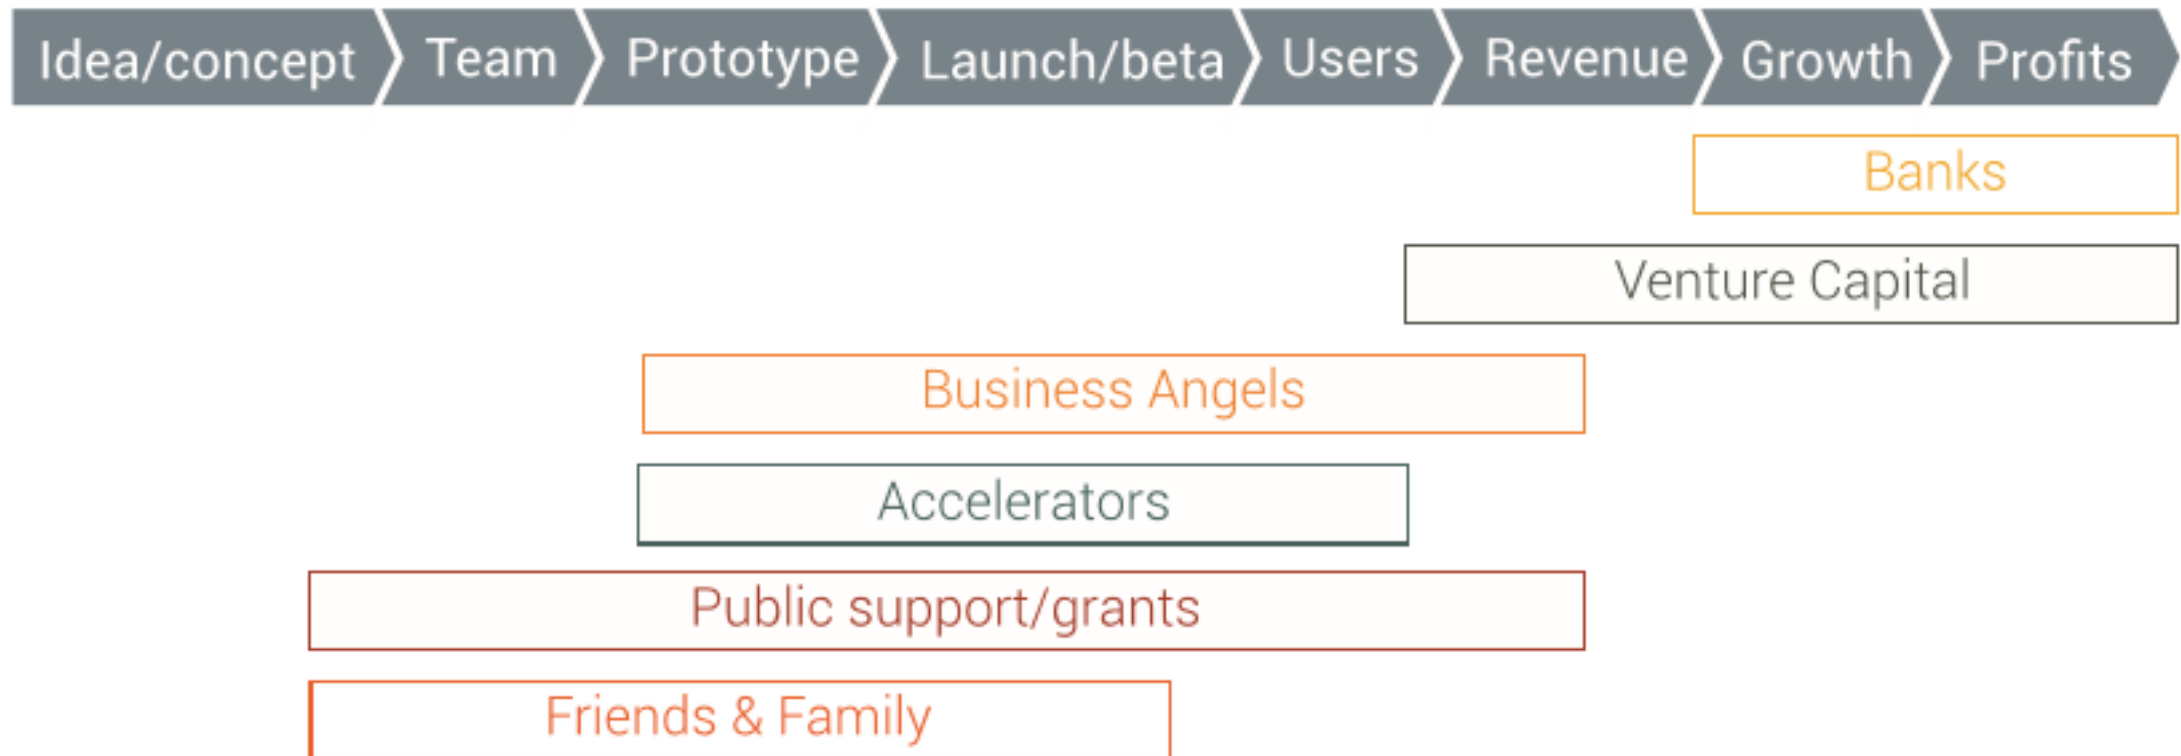 Idea/concept Team Prototype Launch/beta Users Revenue Growth Profits
Banks
Venture Capital
Business Angels
Accelerators
Public support/grants
Friends & Family